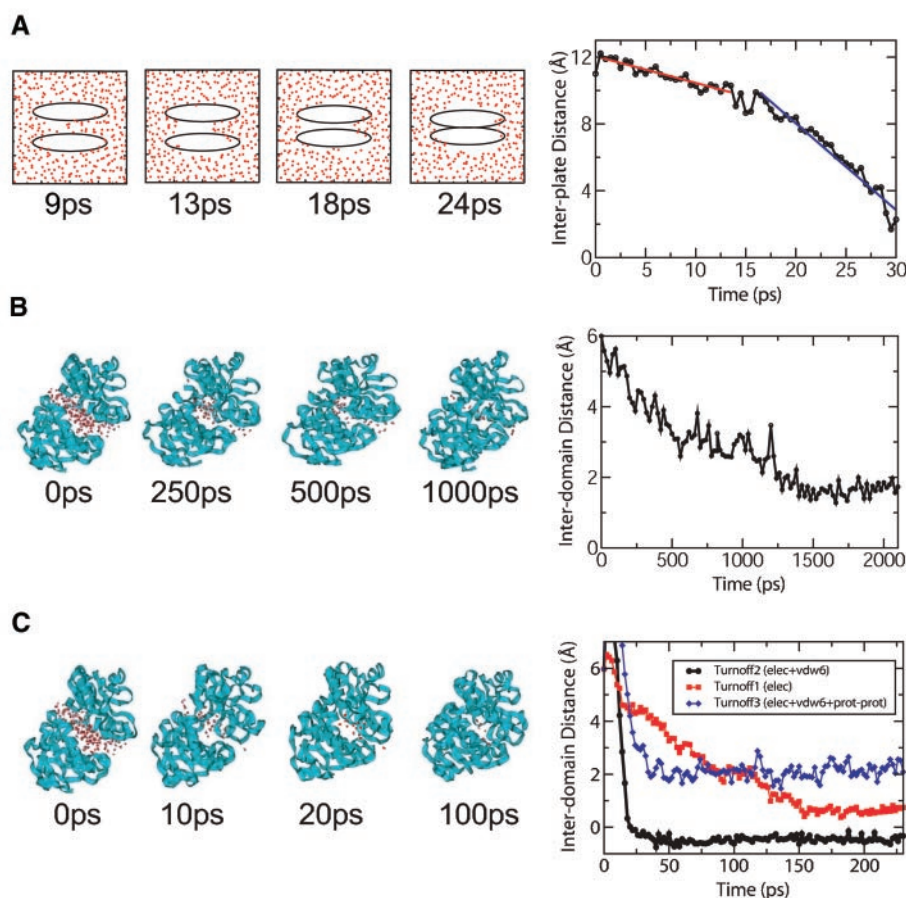 A
9ps
13ps
18ps
24ps
Inter-plate Distance (Å)
12
8
4
0
0
5
10
15
20
25
30
Time (ps)
B
0ps
250ps
500ps
1000ps
Inter-domain Distance (Å)
6
4
2
0
0
500
1000
1500
2000
Time (ps)
C
0ps
10ps
20ps
100ps
Inter-domain Distance (Å)
6
4
2
0
Turnoff2 (elec+vdw6)
Turnoff1 (elec)
Turnoff3 (elec+vdw6+prot-prot)
0
50
100
150
200
Time (ps)